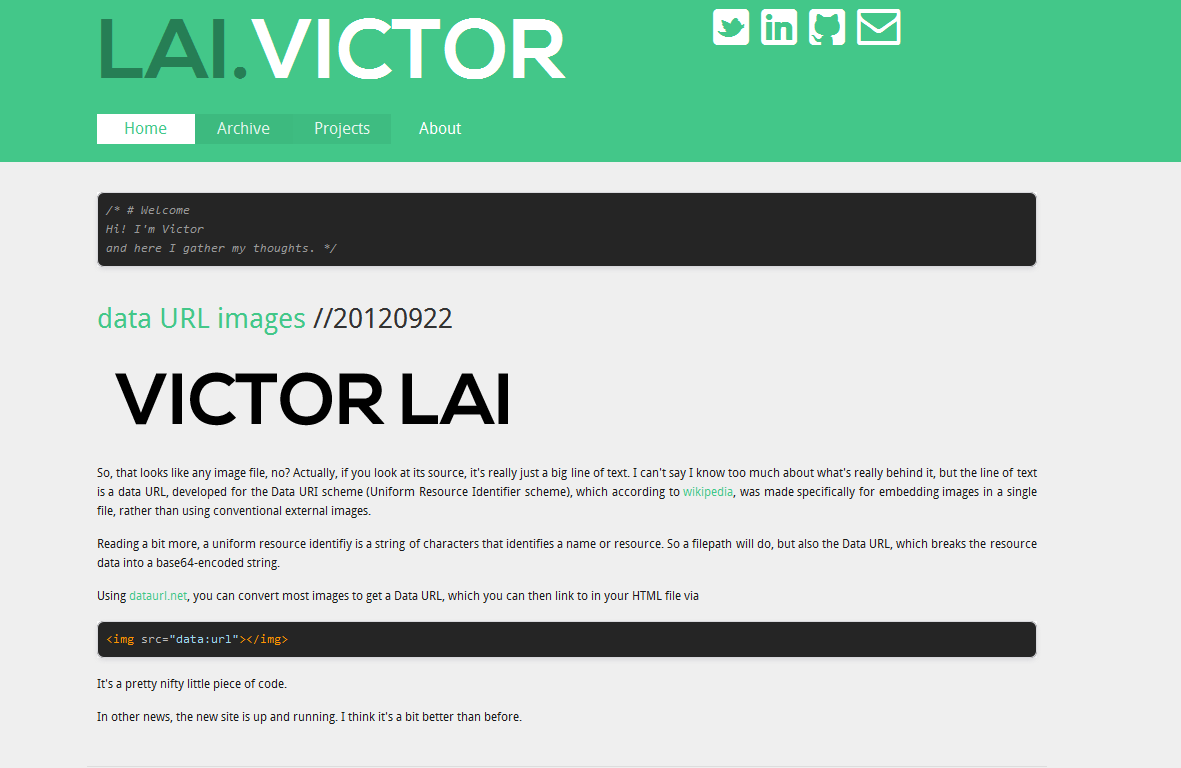 LAI.VICTOR
Home Archive Projects About
/* # Welcome
Hi! I'm Victor
and here I gather my thoughts. */
data URL images //20120922
VICTOR LAI
So, that looks like any image file, no? Actually, if you look at its source, it's really just a big line of text. I can't say I know too much about what's really behind it, but the line of text
is a data URL, developed for the Data URI scheme (Uniform Resource Identifier scheme), which according to wikipedia, was made specifically for embedding images in a single
file, rather than using conventional external images.
Reading a bit more, a uniform resource identifiy is a string of characters that identifies a name or resource. So a filepath will do, but also the Data URL, which breaks the resource
data into a base64-encoded string.
Using dataurl.net, you can convert most images to get a Data URL, which you can then link to in your HTML file via
<img src="data:url"></img>
It's a pretty nifty little piece of code.
In other news, the new site is up and running. I think it's a bit better than before.